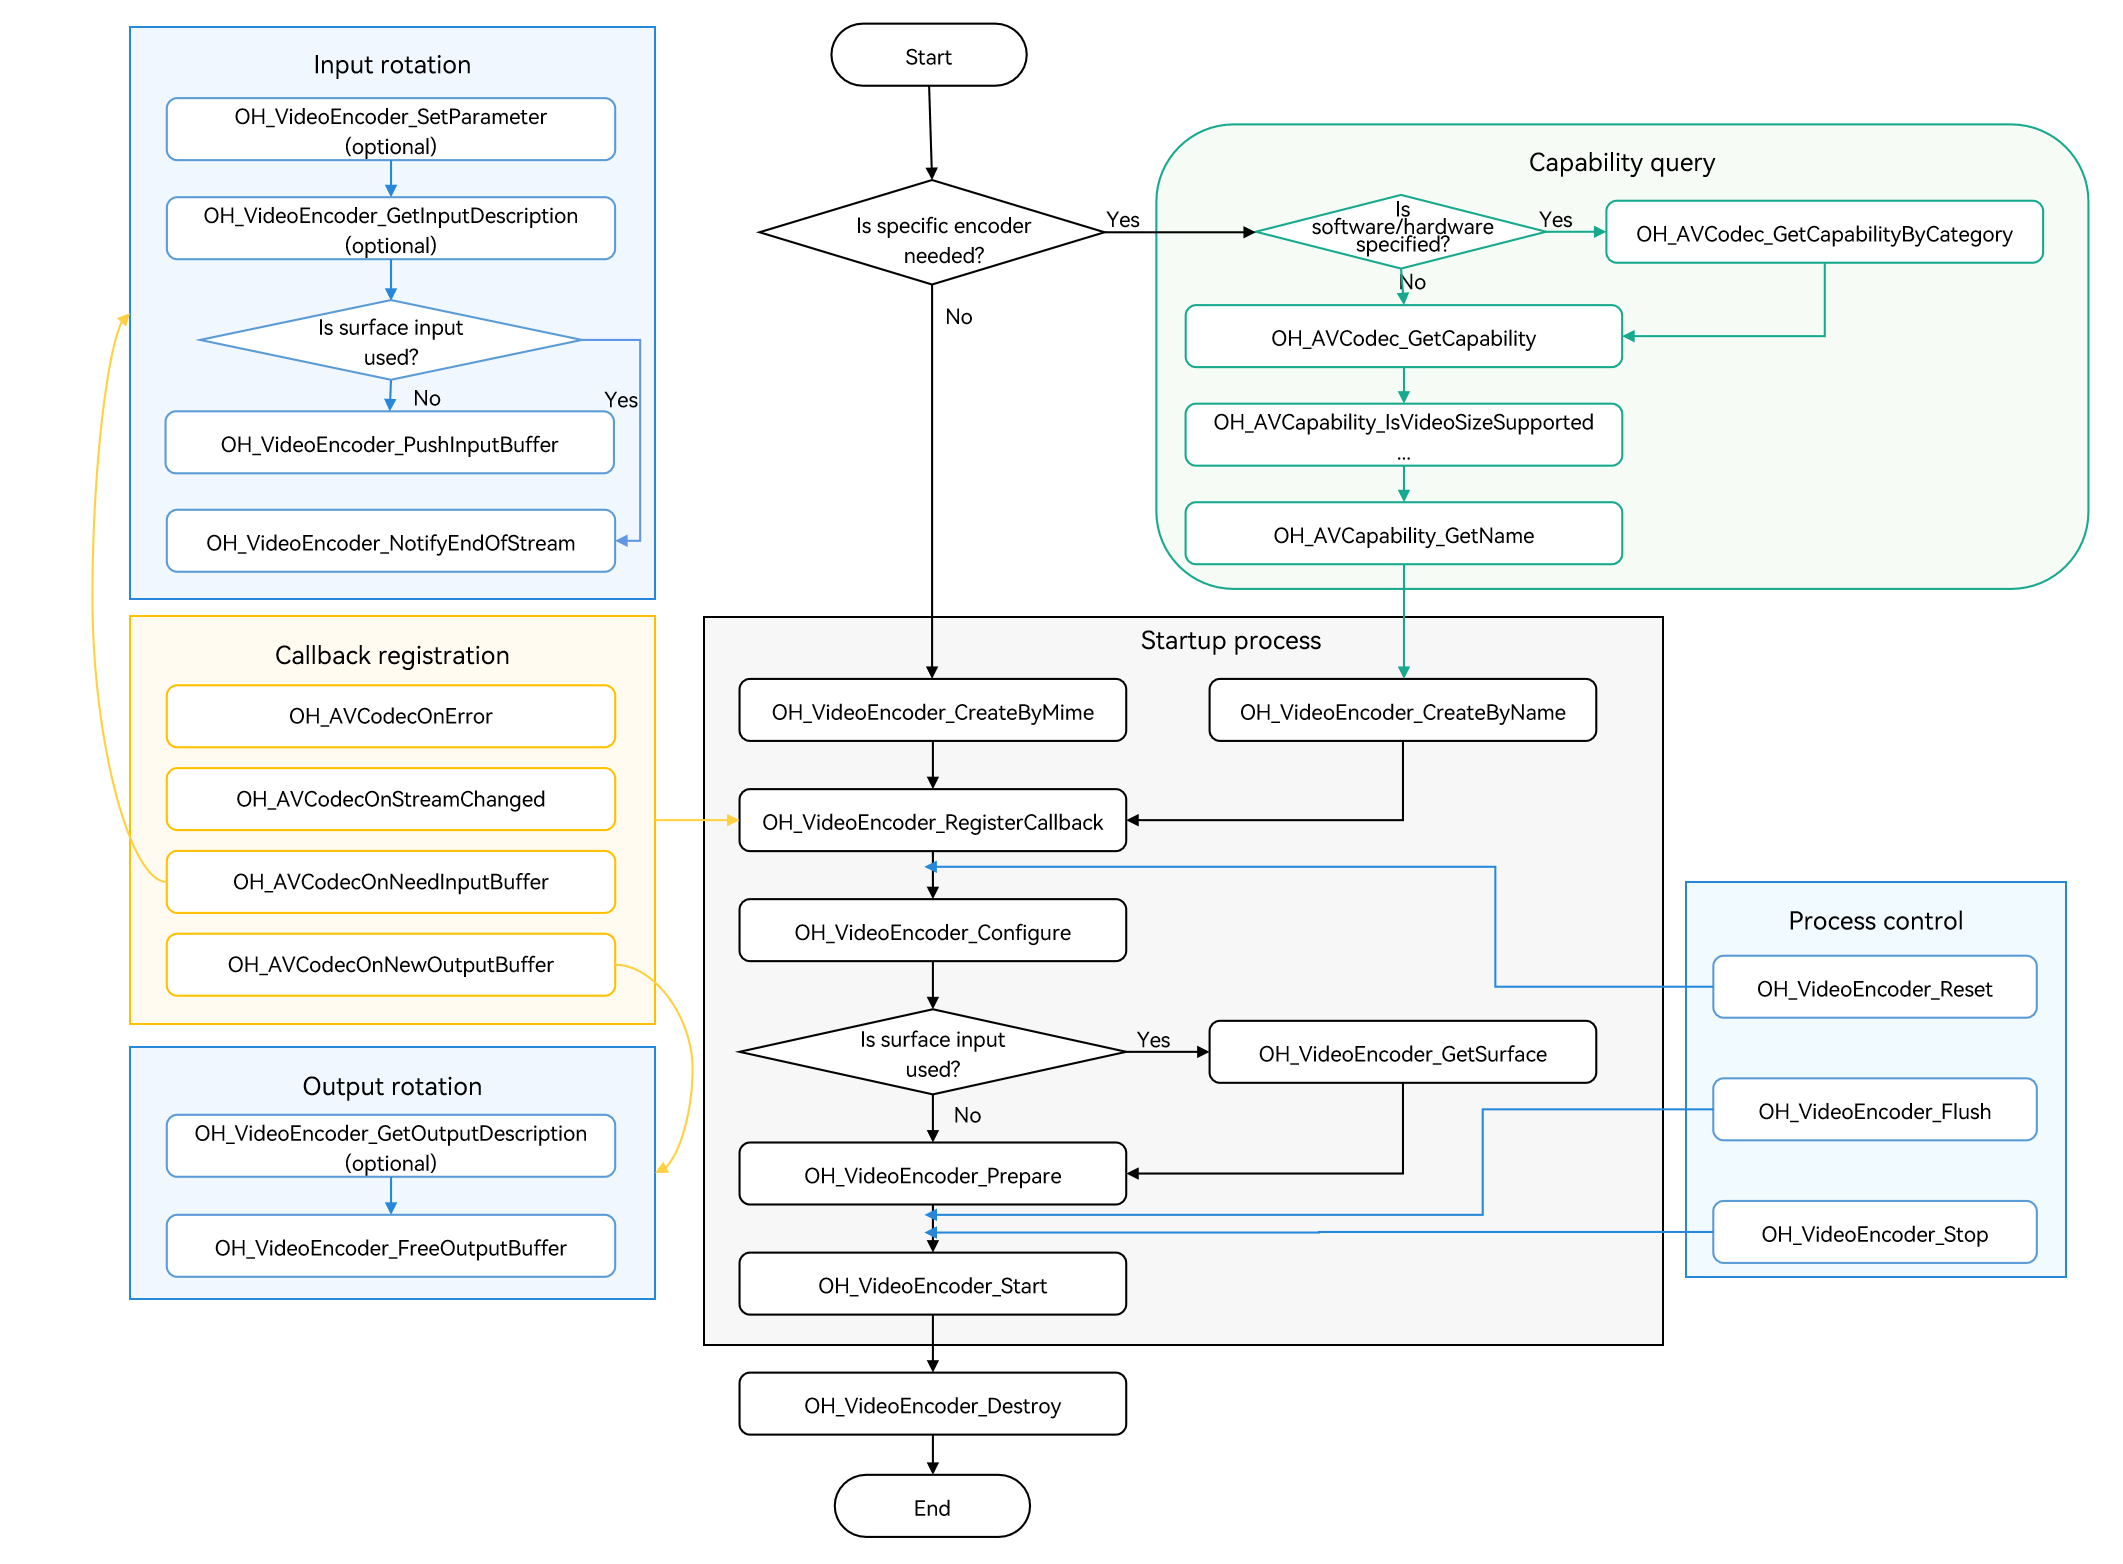 Input rotation
OH_VideoEncoder_SetParameter
(optional)
OH_VideoEncoder_GetInputDescription
(optional)
Is surface input
used?
No
Yes
OH_VideoEncoder_PushInputBuffer
OH_VideoEncoder_NotifyEndOfStream
Callback registration
OH_AVCodecOnError
OH_AVCodecOnStreamChanged
OH_AVCodecOnNeedInputBuffer
OH_AVCodecOnNewOutputBuffer
Output rotation
OH_VideoEncoder_GetOutputDescription
(optional)
OH_VideoEncoder_FreeOutputBuffer
Start
Is specific encoder
needed?
Yes
No
Capability query
Is
software/hardware
specified?
Yes
No
OH_AVCodec_GetCapabilityByCategory
OH_AVCodec_GetCapability
OH_AVCapability_IsVideoSizeSupported
...
OH_AVCapability_GetName
Startup process
OH_VideoEncoder_CreateByMime
OH_VideoEncoder_CreateByName
OH_VideoEncoder_RegisterCallback
OH_VideoEncoder_Configure
Is surface input
used?
Yes
No
OH_VideoEncoder_GetSurface
OH_VideoEncoder_Prepare
OH_VideoEncoder_Start
OH_VideoEncoder_Destroy
End
Process control
OH_VideoEncoder_Reset
OH_VideoEncoder_Flush
OH_VideoEncoder_Stop